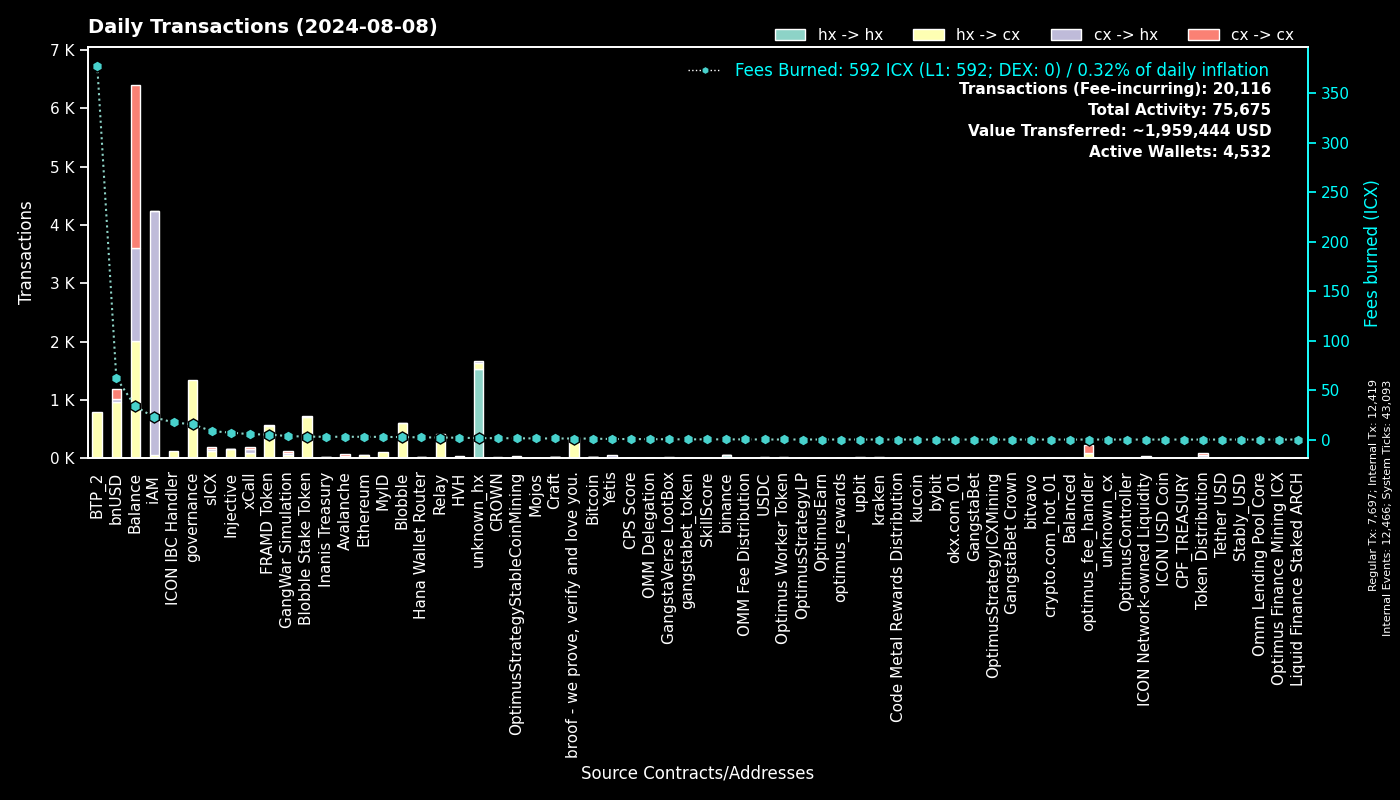 Daily Transactions (2024-08-08)
hx -> hx
hx -> cx
cx -> hx
cx -> cx
Fees Burned: 592 ICX (L1: 592; DEX: 0) / 0.32% of daily inflation
Transactions (Fee-incurring): 20,116
Total Activity: 75,675
Value Transferred: ~1,959,444 USD
Active Wallets: 4,532
Transactions
7 K
6 K
5 K
4 K
3 K
2 K
1 K
0 K
350
300
250
200
150
100
50
0
Fees burned (ICX)
Regular Tx: 7,697; Internal Tx: 12,419
Internal Events: 12,466; System Ticks: 43,093
BTP_2
bnUSD
Balance
iAM
ICON IBC Handler
governance
sICX
Injective
xCall
FRAMD Token
GangWar Simulation
Blobble Stake Token
Inanis Treasury
Avalanche
Ethereum
MyID
Blobble
Hana Wallet Router
Relay
HVH
unknown_hx
CROWN
OptimusStrategyStableCoinMining
Mojos
Craft
broof - we prove, verify and love you.
Bitcoin
Yetis
CPS Score
OMM Delegation
GangstaVerse LootBox
gangstabet_token
SkillScore
binance
OMM Fee Distribution
USDC
Optimus Worker Token
OptimusStrategyLP
OptimusEarn
optimus_rewards
upbit
kraken
Code Metal Rewards Distribution
kucoin
bybit
okx.com_01
GangstaBet
OptimusStrategyICXMining
GangstaBet Crown
bitvavo
crypto.com_hot_01
Balanced
optimus_fee_handler
unknown_cx
OptimusController
ICON Network-owned Liquidity
ICON USD Coin
CPF TREASURY
Token Distribution
Tether USD
Stably USD
Omm Lending Pool Core
Optimus Finance Mining ICX
Liquid Finance Staked ARCH
Source Contracts/Addresses